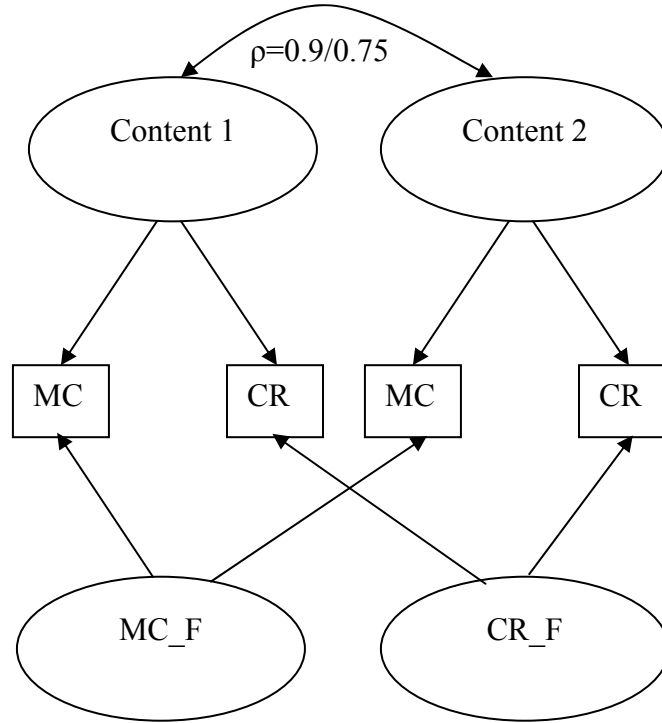 ρ=0.9/0.75
Content 1
Content 2
MC
CR
MC
CR
MC_F
CR_F